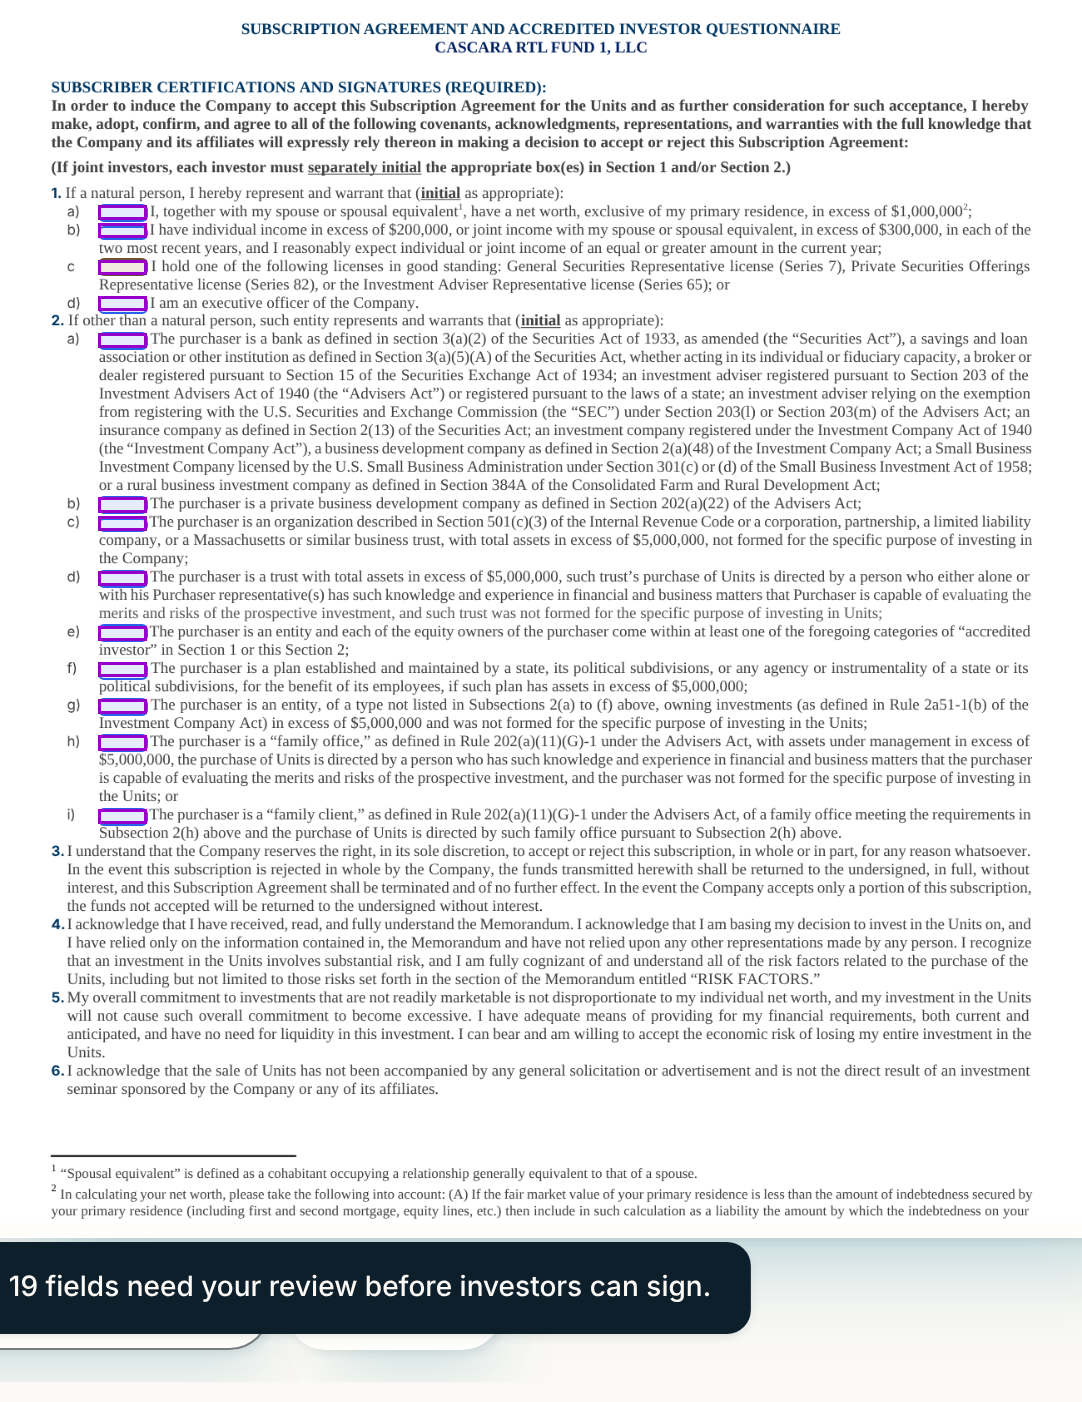 SUBSCRIPTION AGREEMENT AND ACCREDITED INVESTOR QUESTIONNAIRE
CASCARA RTL FUND 1, LLC
SUBSCRIBER CERTIFICATIONS AND SIGNATURES (REQUIRED):
In order to induce the Company to accept this Subscription Agreement for the Units and as further consideration for such acceptance, I hereby
make, adopt, confirm, and agree to all of the following covenants, acknowledgments, representations, and warranties with the full knowledge that
the Company and its affiliates will expressly rely thereon in making a decision to accept or reject this Subscription Agreement:
(If joint investors, each investor must separately initial the appropriate box(es) in Section 1 and/or Section 2.)
1. If a natural person, I hereby represent and warrant that (initial as appropriate):
a) I, together with my spouse or spousal equivalent¹, have a net worth, exclusive of my primary residence, in excess of $1,000,000²;
b) I have individual income in excess of $200,000, or joint income with my spouse or spousal equivalent, in excess of $300,000, in each of the
two most recent years, and I reasonably expect individual or joint income of an equal or greater amount in the current year;
c I hold one of the following licenses in good standing: General Securities Representative license (Series 7), Private Securities Offerings
Representative license (Series 82), or the Investment Adviser Representative license (Series 65); or
d) I am an executive officer of the Company.
2. If other than a natural person, such entity represents and warrants that (initial as appropriate):
a) The purchaser is a bank as defined in section 3(a)(2) of the Securities Act of 1933, as amended (the “Securities Act”), a savings and loan
association or other institution as defined in Section 3(a)(5)(A) of the Securities Act, whether acting in its individual or fiduciary capacity, a broker or
dealer registered pursuant to Section 15 of the Securities Exchange Act of 1934; an investment adviser registered pursuant to Section 203 of the
Investment Advisers Act of 1940 (the “Advisers Act”) or registered pursuant to the laws of a state; an investment adviser relying on the exemption
from registering with the U.S. Securities and Exchange Commission (the “SEC”) under Section 203(l) or Section 203(m) of the Advisers Act; an
insurance company as defined in Section 2(13) of the Securities Act; an investment company registered under the Investment Company Act of 1940
(the “Investment Company Act”), a business development company as defined in Section 2(a)(48) of the Investment Company Act; a Small Business
Investment Company licensed by the U.S. Small Business Administration under Section 301(c) or (d) of the Small Business Investment Act of 1958;
or a rural business investment company as defined in Section 384A of the Consolidated Farm and Rural Development Act;
b) The purchaser is a private business development company as defined in Section 202(a)(22) of the Advisers Act;
c) The purchaser is an organization described in Section 501(c)(3) of the Internal Revenue Code or a corporation, partnership, a limited liability
company, or a Massachusetts or similar business trust, with total assets in excess of $5,000,000, not formed for the specific purpose of investing in
the Company;
d) The purchaser is a trust with total assets in excess of $5,000,000, such trust’s purchase of Units is directed by a person who either alone or
with his Purchaser representative(s) has such knowledge and experience in financial and business matters that Purchaser is capable of evaluating the
merits and risks of the prospective investment, and such trust was not formed for the specific purpose of investing in Units;
e) The purchaser is an entity and each of the equity owners of the purchaser come within at least one of the foregoing categories of “accredited
investor” in Section 1 or this Section 2;
f) The purchaser is a plan established and maintained by a state, its political subdivisions, or any agency or instrumentality of a state or its
political subdivisions, for the benefit of its employees, if such plan has assets in excess of $5,000,000;
g) The purchaser is an entity, of a type not listed in Subsections 2(a) to (f) above, owning investments (as defined in Rule 2a51-1(b) of the
Investment Company Act) in excess of $5,000,000 and was not formed for the specific purpose of investing in the Units;
h) The purchaser is a “family office,” as defined in Rule 202(a)(11)(G)-1 under the Advisers Act, with assets under management in excess of
$5,000,000, the purchase of Units is directed by a person who has such knowledge and experience in financial and business matters that the purchaser
is capable of evaluating the merits and risks of the prospective investment, and the purchaser was not formed for the specific purpose of investing in
the Units; or
i) The purchaser is a “family client,” as defined in Rule 202(a)(11)(G)-1 under the Advisers Act, of a family office meeting the requirements in
Subsection 2(h) above and the purchase of Units is directed by such family office pursuant to Subsection 2(h) above.
3. I understand that the Company reserves the right, in its sole discretion, to accept or reject this subscription, in whole or in part, for any reason whatsoever.
In the event this subscription is rejected in whole by the Company, the funds transmitted herewith shall be returned to the undersigned, in full, without
interest, and this Subscription Agreement shall be terminated and of no further effect. In the event the Company accepts only a portion of this subscription,
the funds not accepted will be returned to the undersigned without interest.
4. I acknowledge that I have received, read, and fully understand the Memorandum. I acknowledge that I am basing my decision to invest in the Units on, and
I have relied only on the information contained in, the Memorandum and have not relied upon any other representations made by any person. I recognize
that an investment in the Units involves substantial risk, and I am fully cognizant of and understand all of the risk factors related to the purchase of the
Units, including but not limited to those risks set forth in the section of the Memorandum entitled “RISK FACTORS.”
5. My overall commitment to investments that are not readily marketable is not disproportionate to my individual net worth, and my investment in the Units
will not cause such overall commitment to become excessive. I have adequate means of providing for my financial requirements, both current and
anticipated, and have no need for liquidity in this investment. I can bear and am willing to accept the economic risk of losing my entire investment in the
Units.
6. I acknowledge that the sale of Units has not been accompanied by any general solicitation or advertisement and is not the direct result of an investment
seminar sponsored by the Company or any of its affiliates.
¹ “Spousal equivalent” is defined as a cohabitant occupying a relationship generally equivalent to that of a spouse.
² In calculating your net worth, please take the following into account: (A) If the fair market value of your primary residence is less than the amount of indebtedness secured by
your primary residence (including first and second mortgage, equity lines, etc.) then include in such calculation as a liability the amount by which the indebtedness on your
19 fields need your review before investors can sign.